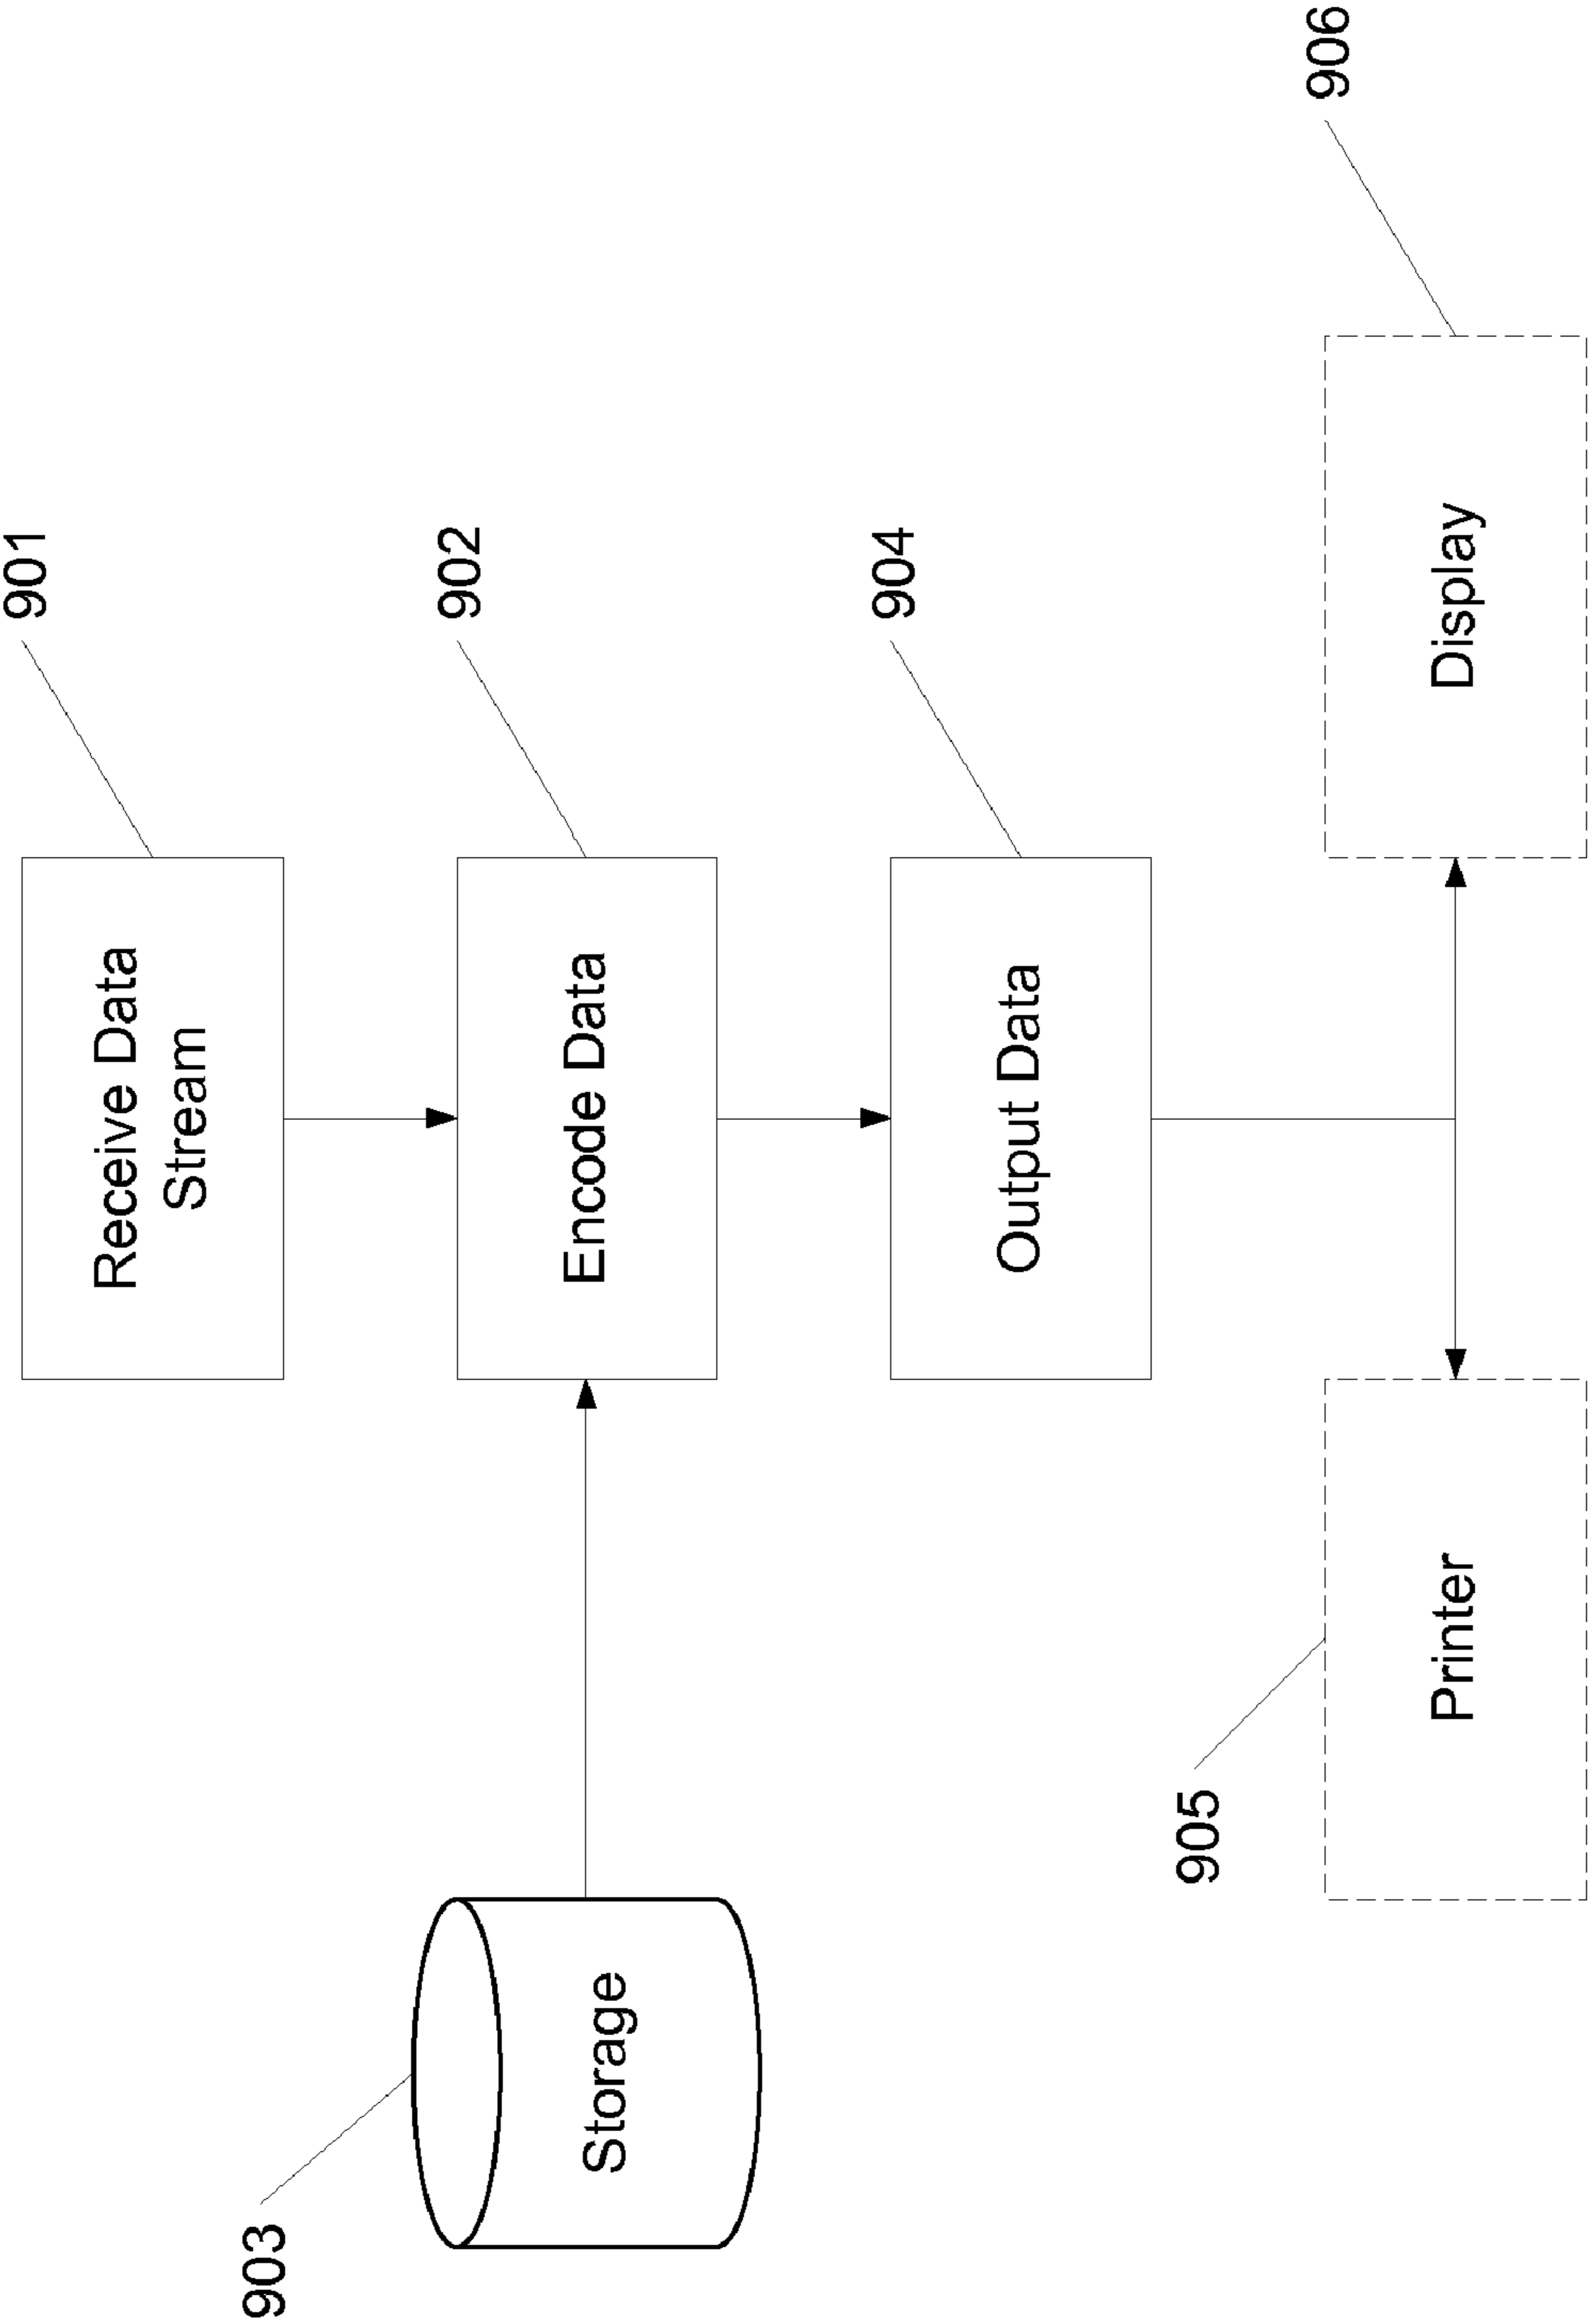 901
Receive Data
Stream
902
Encode Data
903
Storage
904
Output Data
905
Printer
906
Display